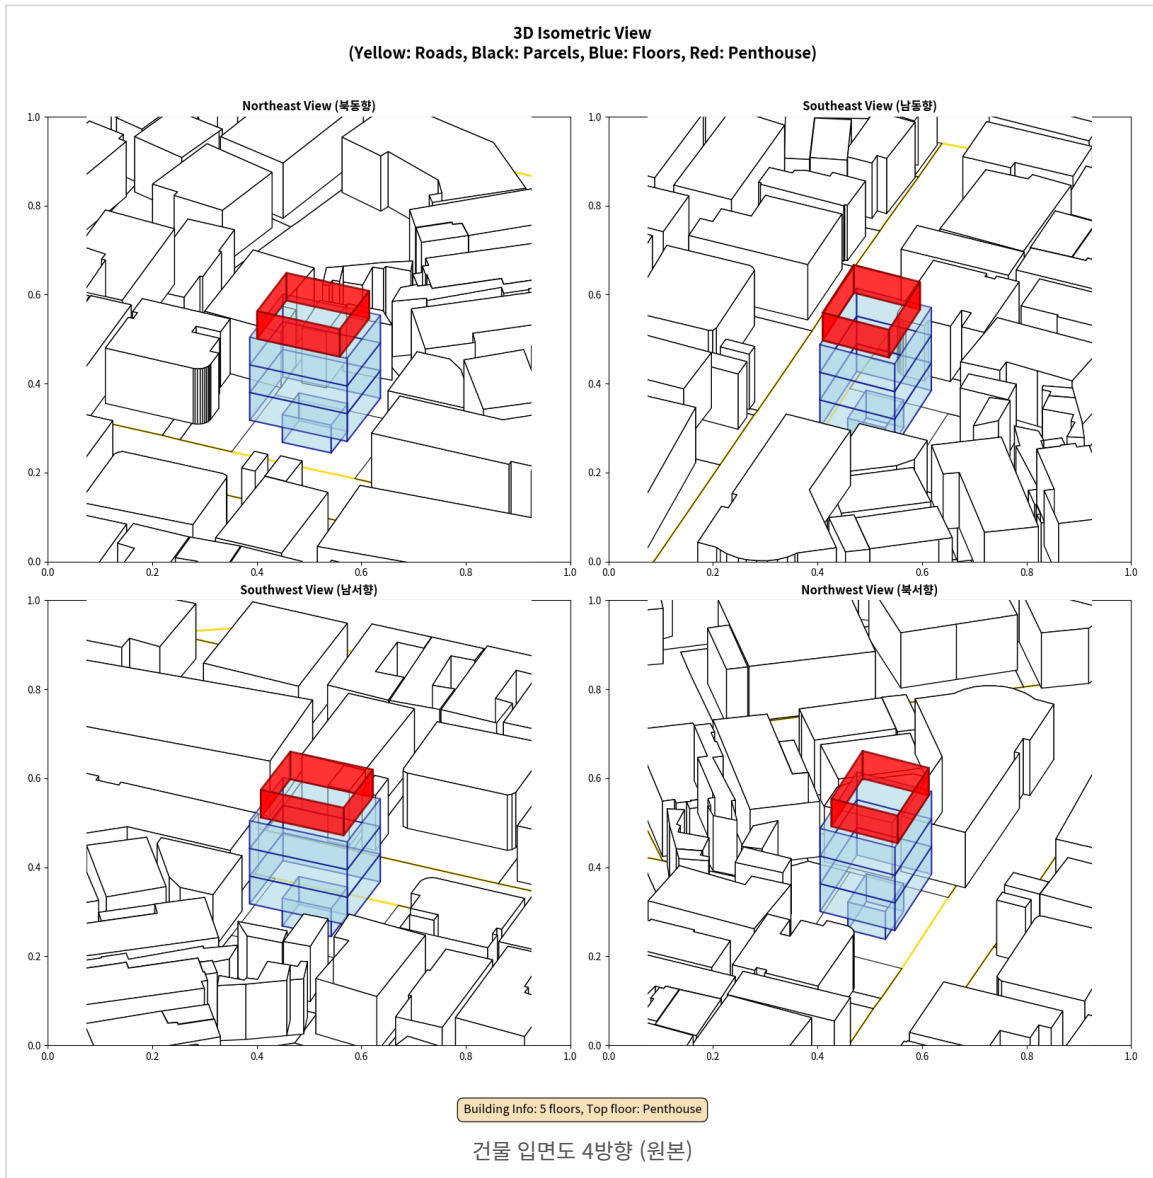 3D Isometric View
(Yellow: Roads, Black: Parcels, Blue: Floors, Red: Penthouse)
Northeast View (북동향)
1.0
0.8
0.6
0.4
0.2
0.0
0.0 0.2 0.4 0.6 0.8 1.0
Southeast View (남동향)
1.0
0.8
0.6
0.4
0.2
0.0
0.0 0.2 0.4 0.6 0.8 1.0
Southwest View (남서향)
1.0
0.8
0.6
0.4
0.2
0.0
0.0 0.2 0.4 0.6 0.8 1.0
Northwest View (북서향)
1.0
0.8
0.6
0.4
0.2
0.0
0.0 0.2 0.4 0.6 0.8 1.0
Building Info: 5 floors, Top floor: Penthouse
건물 입면도 4방향 (원본)